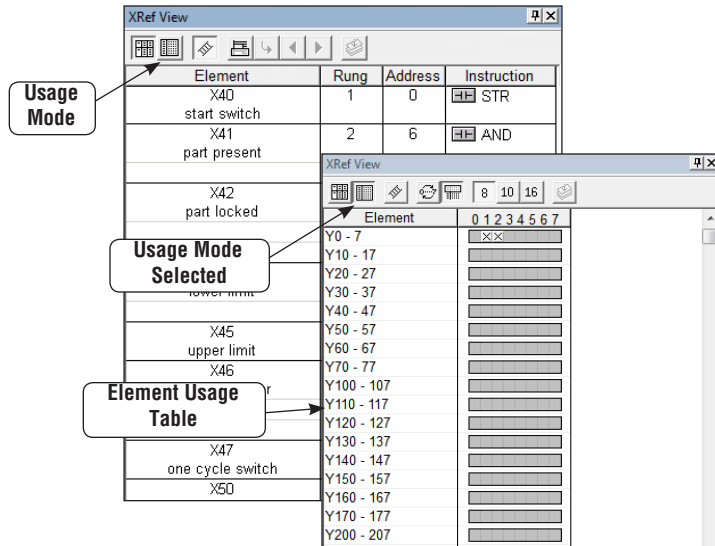 XRef View
Element Rung Address Instruction
X40 1 0 STR
start switch
X41 2 6 AND
part present
X42
part locked
lower limit
X45
upper limit
X46
r
X47
one cycle switch
X50
Usage
Mode
Usage Mode
Selected
Element Usage
Table
XRef View
8 10 16
Element 0 1 2 3 4 5 6 7
Y0 - 7 X X
Y10 - 17
Y20 - 27
Y30 - 37
Y40 - 47
Y50 - 57
Y60 - 67
Y70 - 77
Y100 - 107
Y110 - 117
Y120 - 127
Y130 - 137
Y140 - 147
Y150 - 157
Y160 - 167
Y170 - 177
Y200 - 207